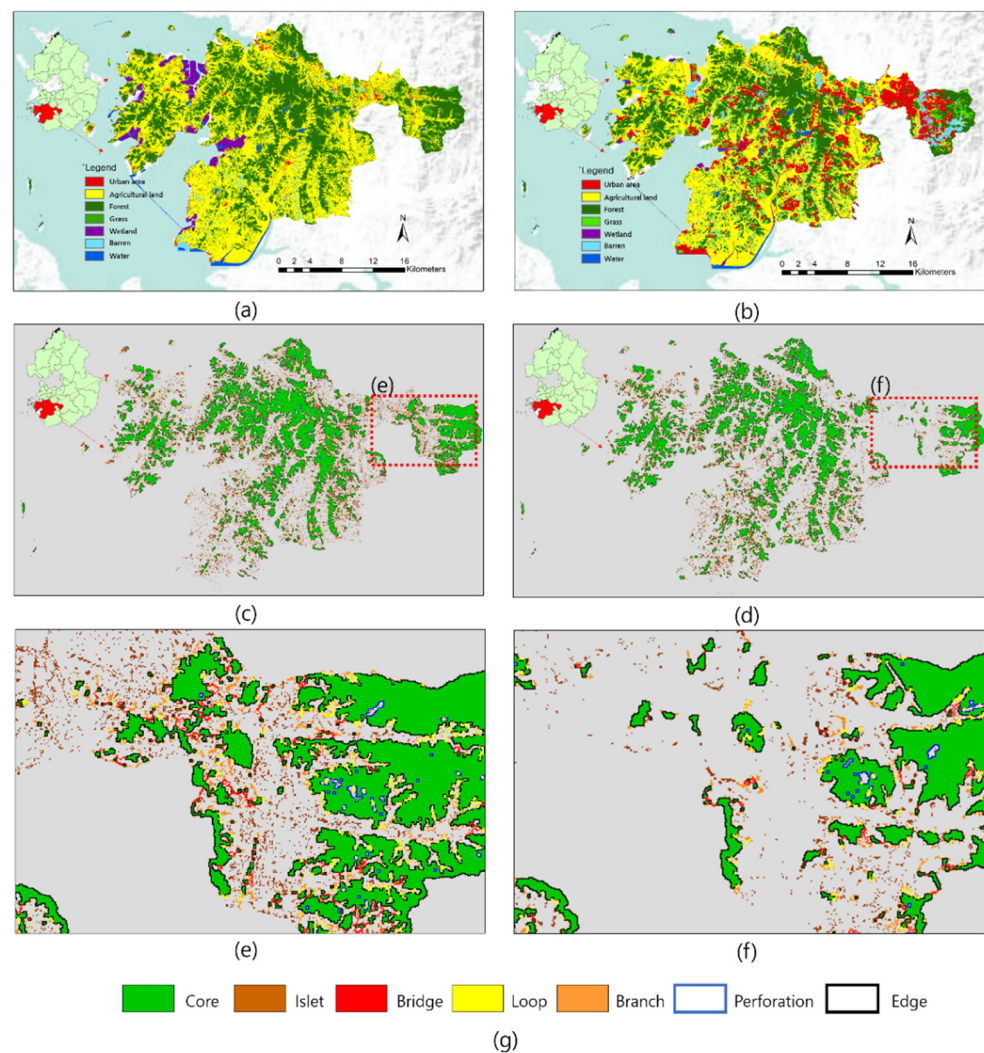 *Legend
Urban area
Agricultural land
Forest
Grass
Wetland
Barren
Water
N
0 2 4 8 12 16
Kilometers
(a)
*Legend
Urban area
Agricultural land
Forest
Grass
Wetland
Barren
Water
N
0 2 4 8 12 16
Kilometers
(b)
(e)
(c)
(f)
(d)
(e)
(f)
Core Islet Bridge Loop Branch Perforation Edge
(g)